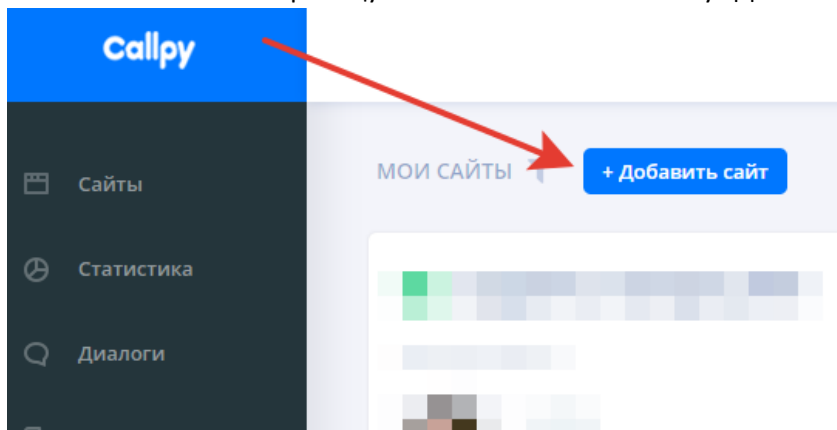 Callpy
МОИ САЙТЫ
+ Добавить сайт
Сайты
Статистика
Диалоги